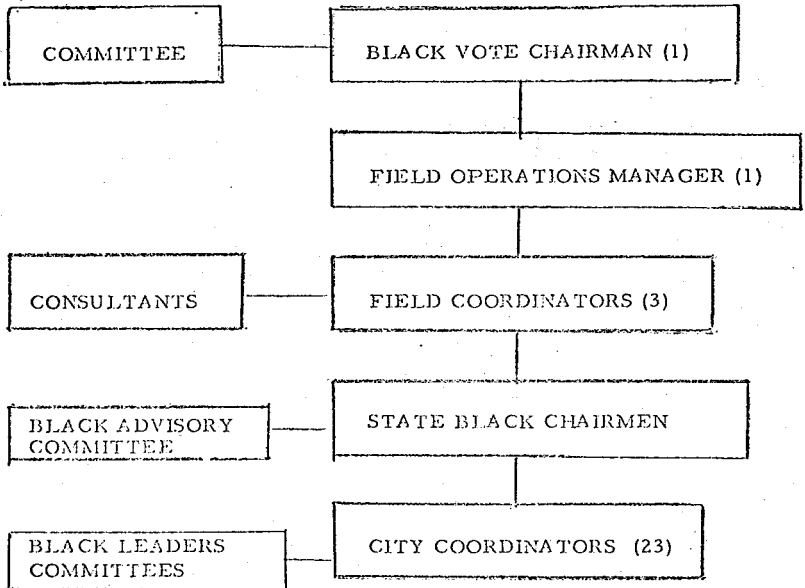 COMMITTEE
BLACK VOTE CHAIRMAN (1)
FIELD OPERATIONS MANAGER (1)
CONSULTANTS
FIELD COORDINATORS (3)
BLACK ADVISORY
COMMITTEE
STATE BLACK CHAIRMEN
BLACK LEADERS
COMMITTEES
CITY COORDINATORS (23)